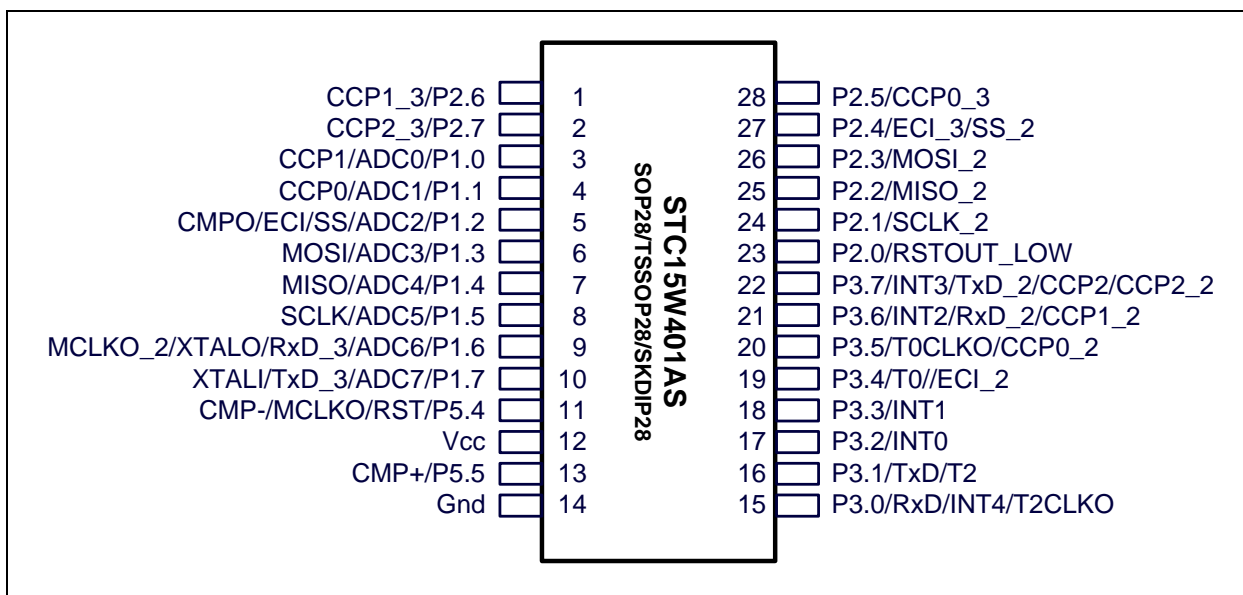 CCP1_3/P2.6 1 28 P2.5/CCP0_3
CCP2_3/P2.7 2 27 P2.4/ECI_3/SS_2
CCP1/ADC0/P1.0 3 26 P2.3/MOSI_2
CCP0/ADC1/P1.1 4 25 P2.2/MISO_2
CMPO/ECI/SS/ADC2/P1.2 5 24 P2.1/SCLK_2
MOSI/ADC3/P1.3 6 23 P2.0/RSTOUT_LOW
MISO/ADC4/P1.4 7 22 P3.7/INT3/TxD_2/CCP2/CCP2_2
SCLK/ADC5/P1.5 8 21 P3.6/INT2/RxD_2/CCP1_2
MCLKO_2/XTALO/RxD_3/ADC6/P1.6 9 20 P3.5/T0CLKO/CCP0_2
XTALI/TxD_3/ADC7/P1.7 10 19 P3.4/T0//ECI_2
CMP-/MCLKO/RST/P5.4 11 18 P3.3/INT1
Vcc 12 17 P3.2/INT0
CMP+/P5.5 13 16 P3.1/TxD/T2
Gnd 14 15 P3.0/RxD/INT4/T2CLKO
STC15W401AS
SOP28/TSSOP28/SKDIP28